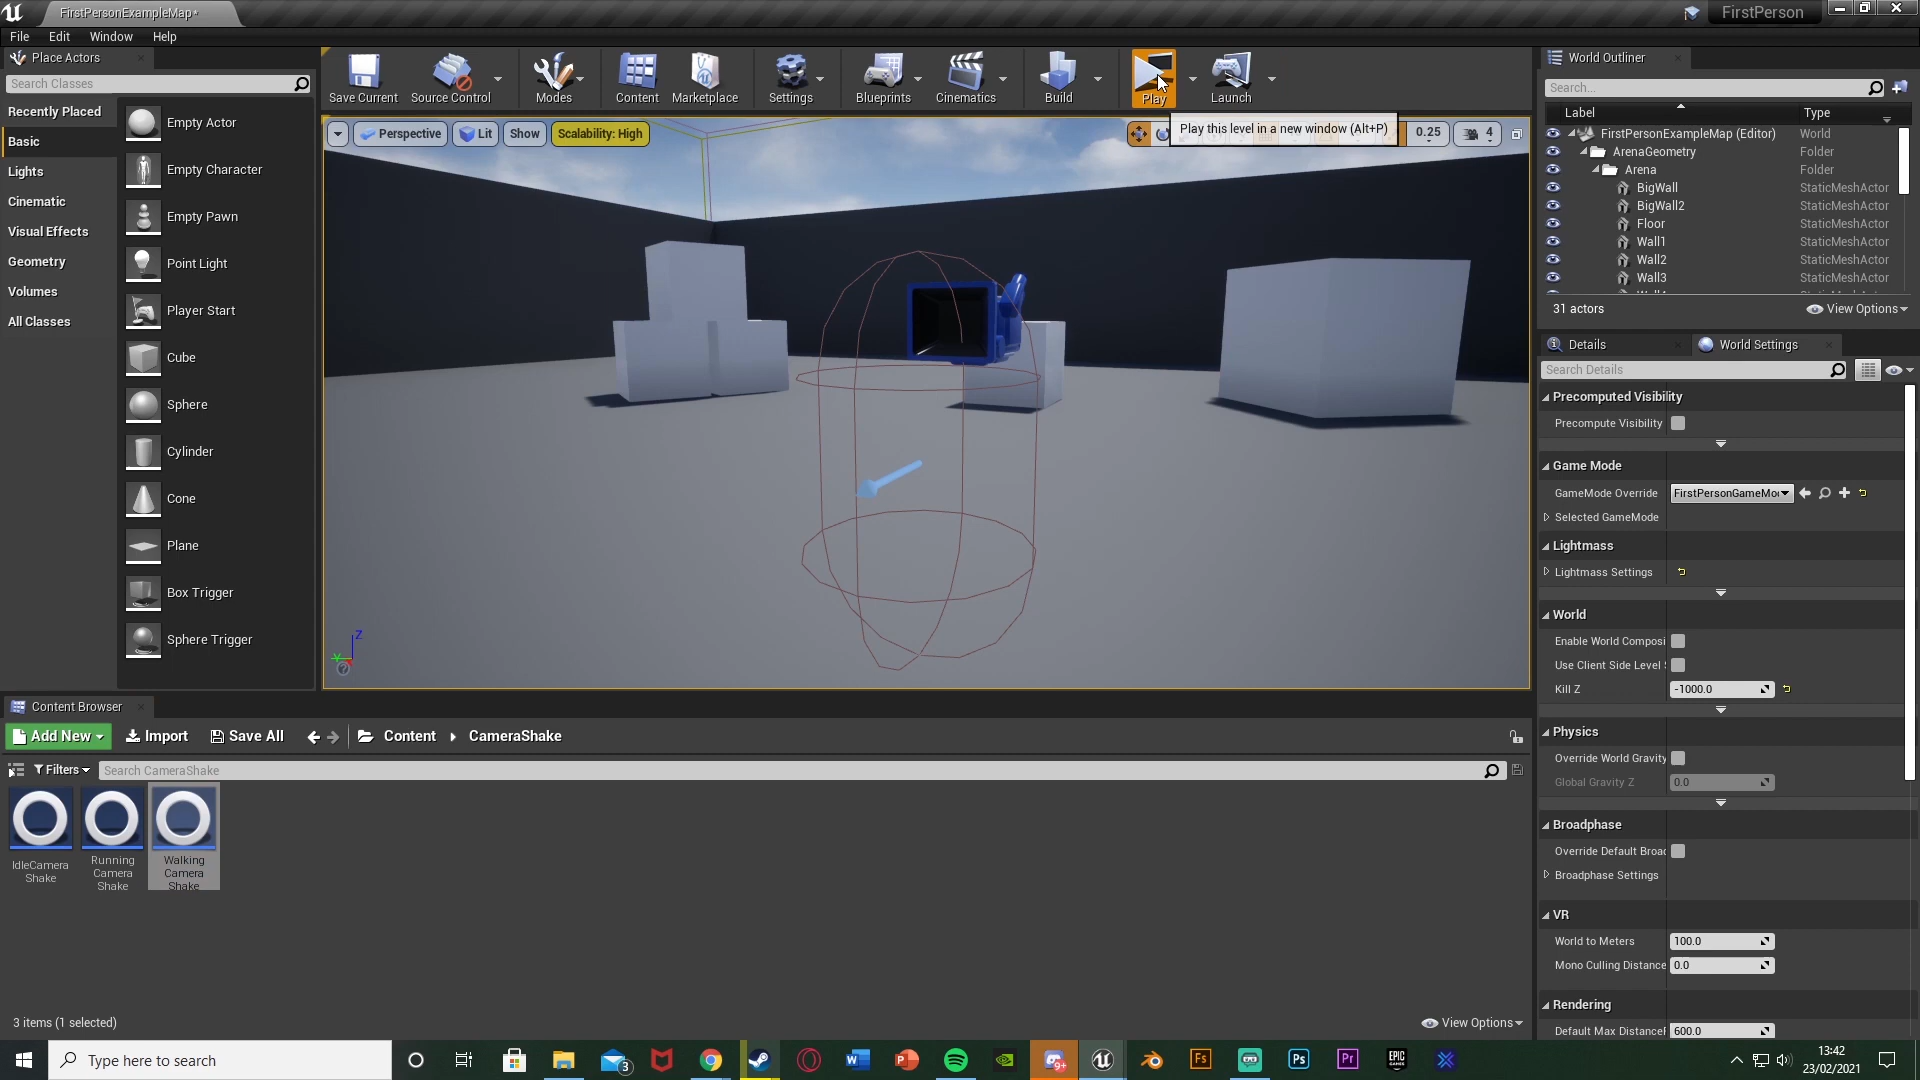 FirstPersonExampleMap*
FirstPerson
File Edit Window Help
Place Actors
Search Classes
Recently Placed
Basic
Lights
Cinematic
Visual Effects
Geometry
Volumes
All Classes
Empty Actor
Empty Character
Empty Pawn
Point Light
Player Start
Cube
Sphere
Cylinder
Cone
Plane
Box Trigger
Sphere Trigger
Save Current Source Control Modes Content Marketplace Settings Blueprints Cinematics Build Play Launch
Play this level in a new window (Alt+P)
Perspective Lit Show Scalability: High
0.25 4
Z
Y
World Outliner
Search...
Label Type
FirstPersonExampleMap (Editor) World
ArenaGeometry Folder
Arena Folder
BigWall StaticMeshActor
BigWall2 StaticMeshActor
Floor StaticMeshActor
Wall1 StaticMeshActor
Wall2 StaticMeshActor
Wall3 StaticMeshActor
31 actors View Options
Details World Settings
Search Details
Precomputed Visibility
Precompute Visibility
Game Mode
GameMode Override FirstPersonGameMo
Selected GameMode
Lightmass
Lightmass Settings
World
Enable World Composi
Use Client Side Level
Kill Z -1000.0
Physics
Override World Gravity
Global Gravity Z 0.0
Broadphase
Override Default Broad
Broadphase Settings
VR
World to Meters 100.0
Mono Culling Distance 0.0
Rendering
Default Max DistanceF 600.0
Content Browser
Add New Import Save All Content CameraShake
Filters Search CameraShake
IdleCamera
Shake
Running
Camera
Shake
Walking
Camera
Shake
3 items (1 selected) View Options
Type here to search
3
W P 9+ Fs Ps Pr EPIC GAMES
13:42
23/02/2021